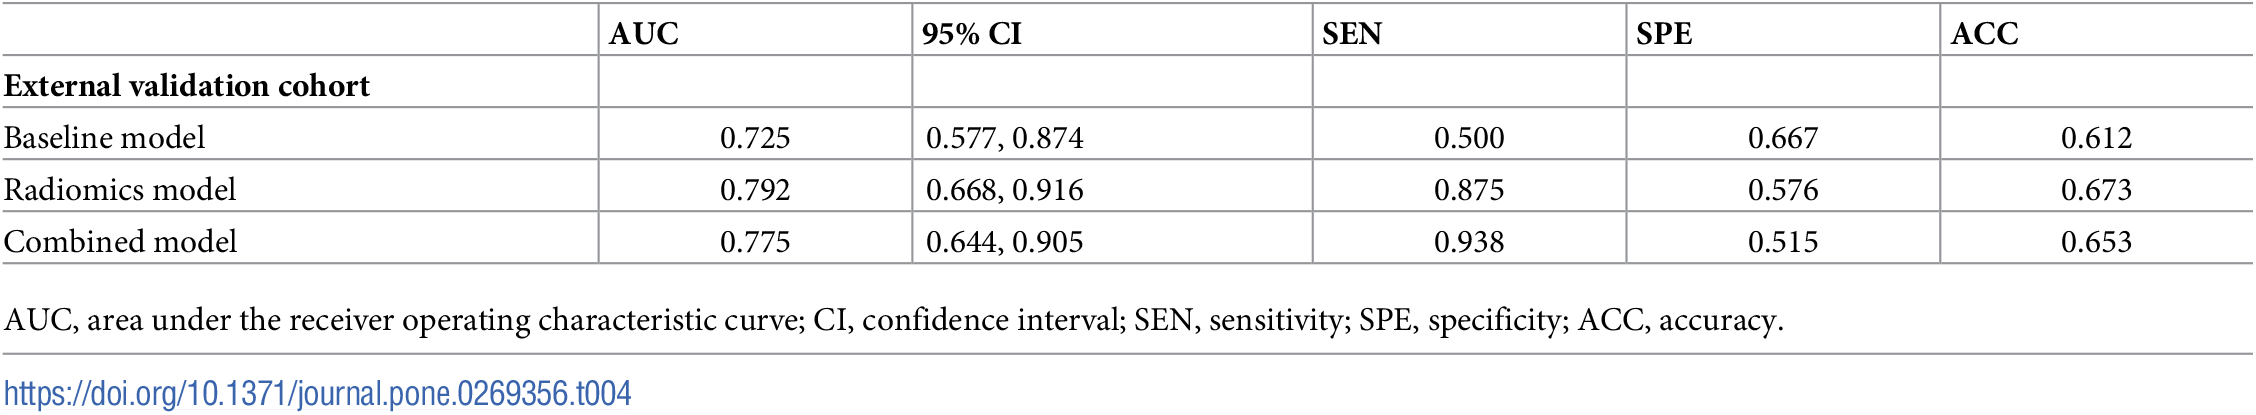 AUC 95% CI SEN SPE ACC
External validation cohort
Baseline model 0.725 0.577, 0.874 0.500 0.667 0.612
Radiomics model 0.792 0.668, 0.916 0.875 0.576 0.673
Combined model 0.775 0.644, 0.905 0.938 0.515 0.653
AUC, area under the receiver operating characteristic curve; CI, confidence interval; SEN, sensitivity; SPE, specificity; ACC, accuracy.
https://doi.org/10.1371/journal.pone.0269356.t004